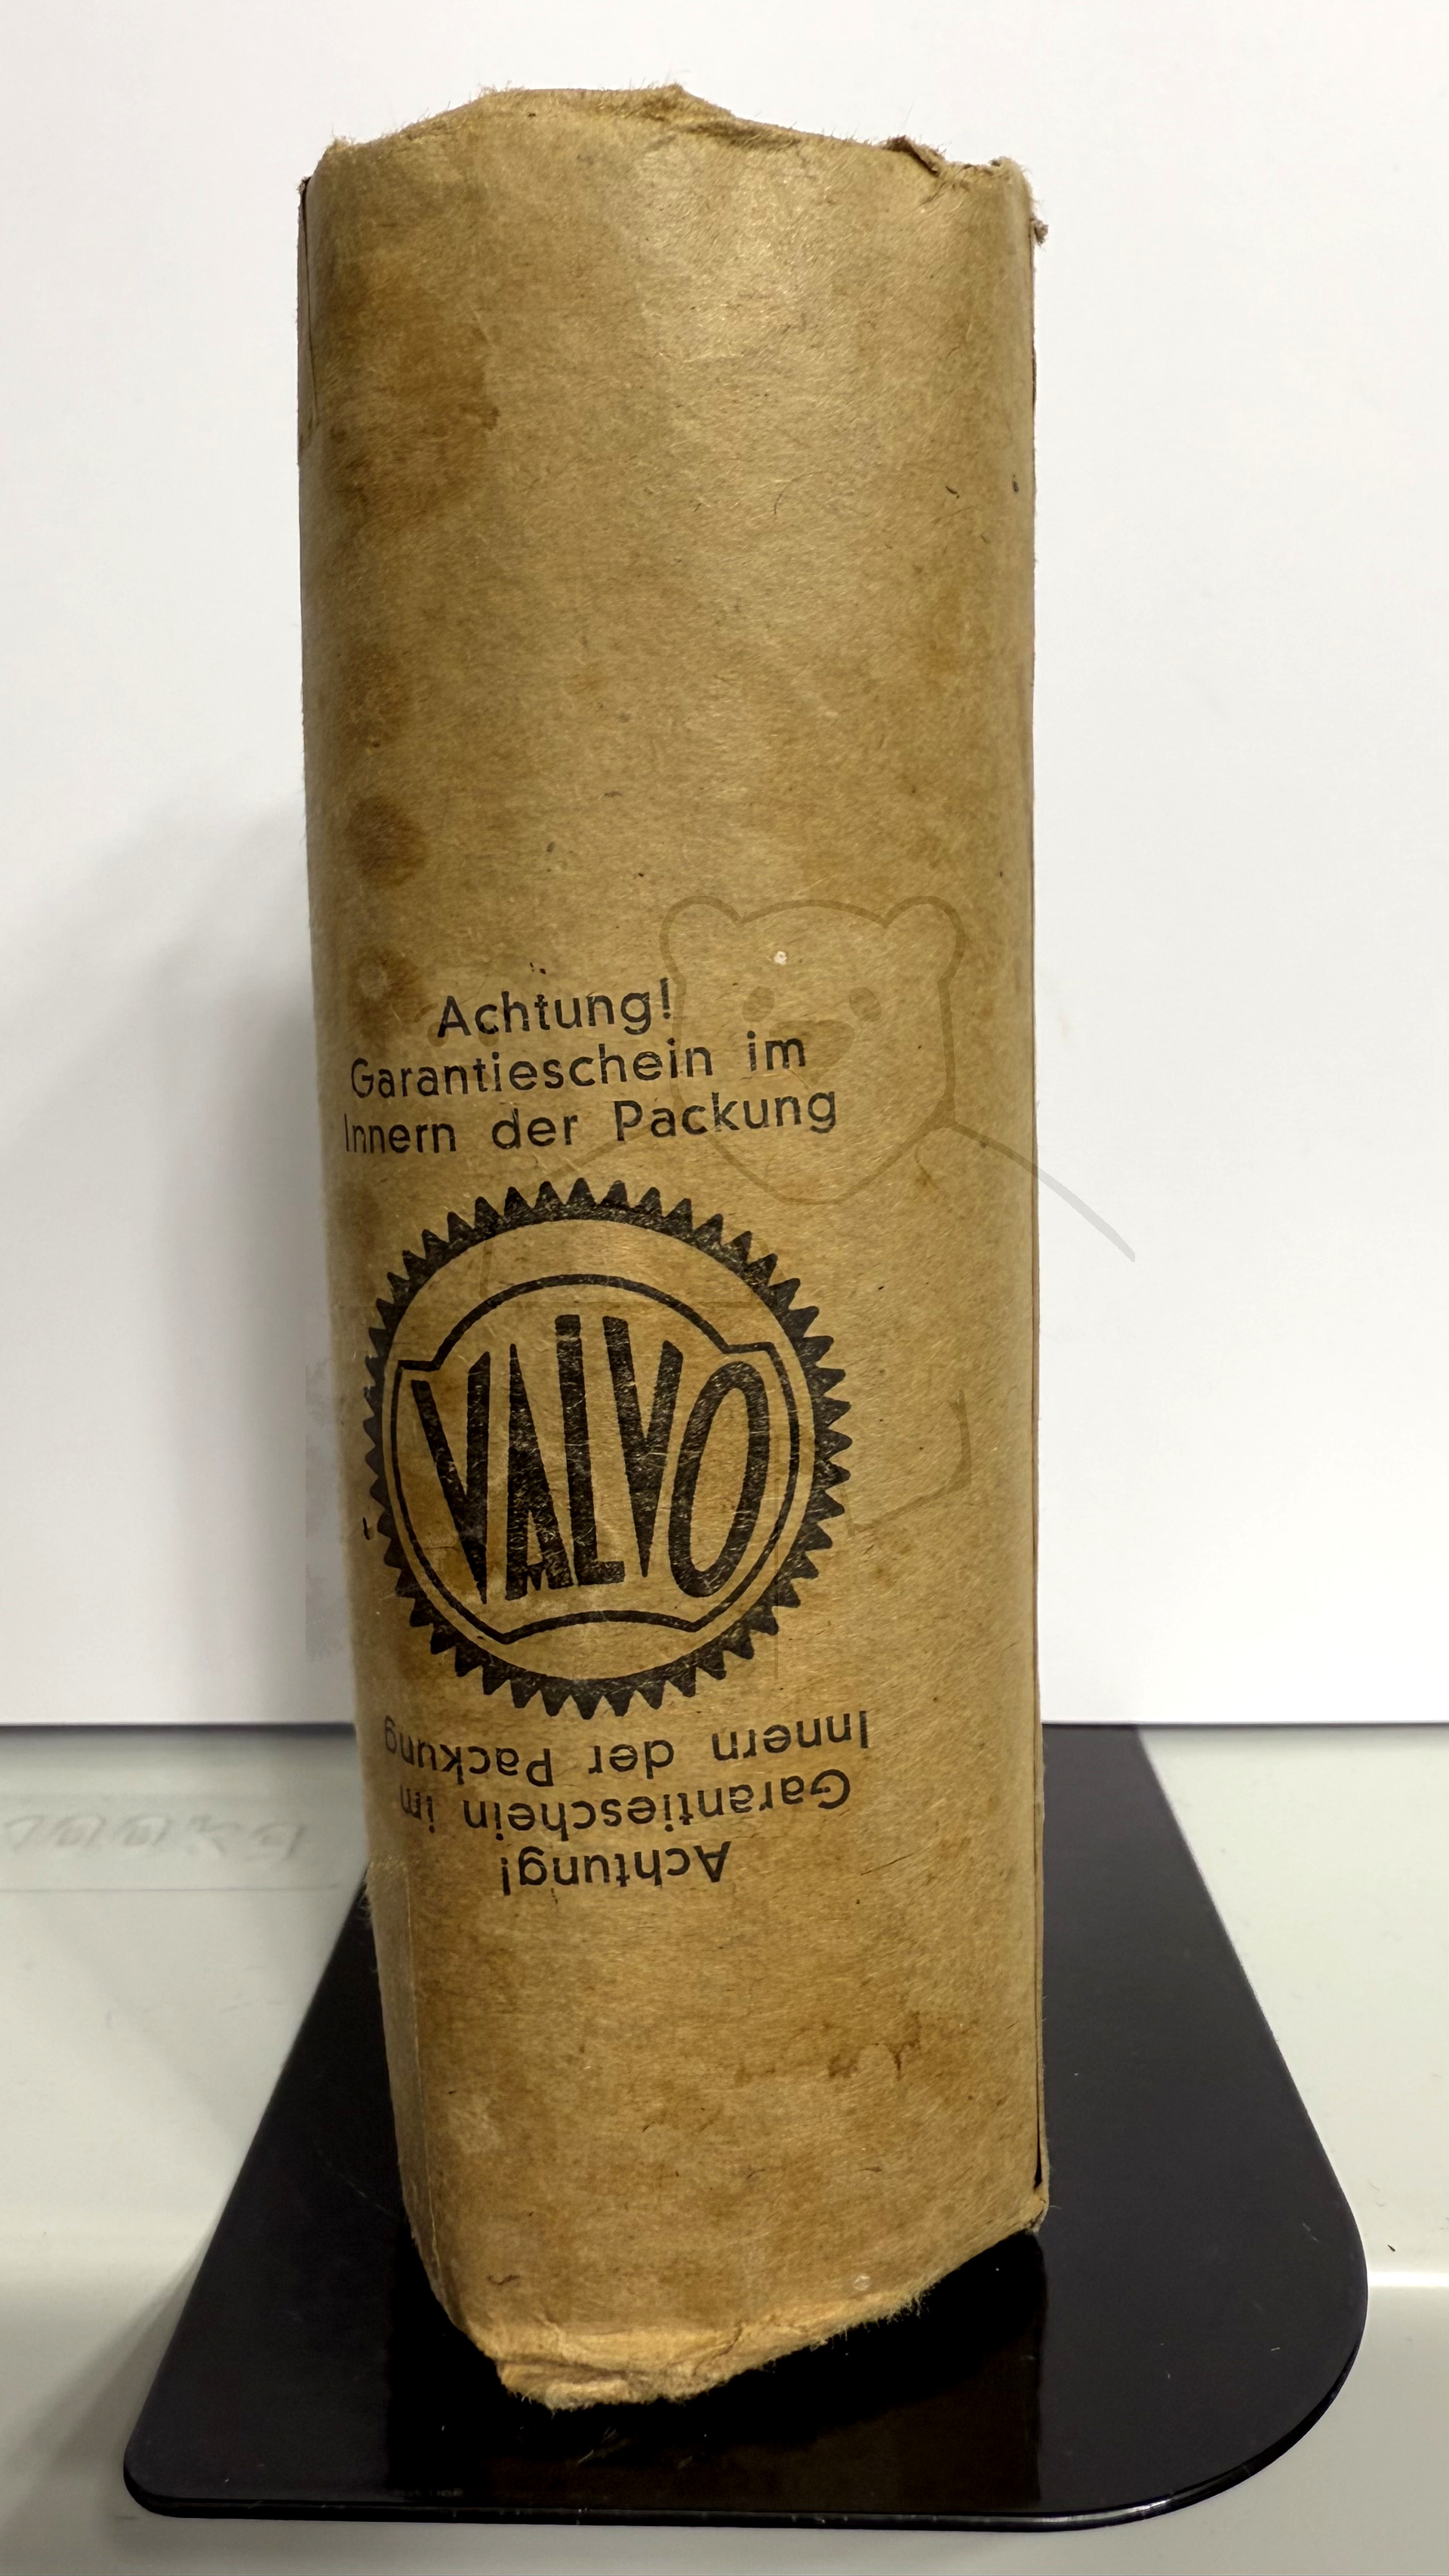 Achtung!
Garantieschein im
Innern der Packung
VALVO
Achtung!
Garantieschein im
Innern der Packung